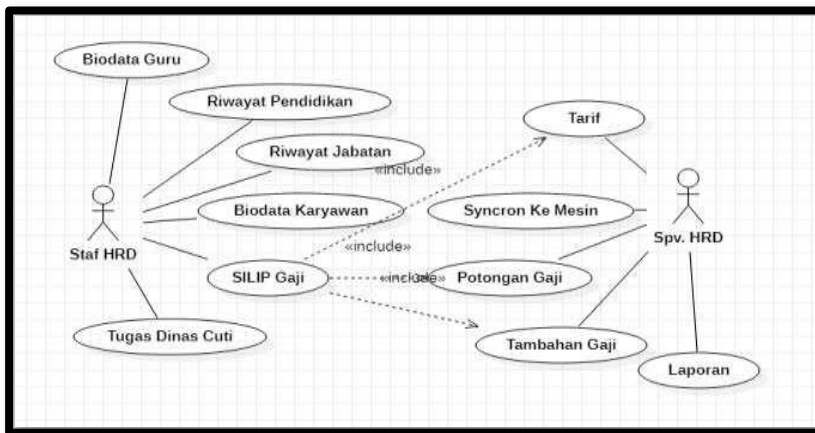 Biodata Guru
Riwayat Pendidikan
Tarif
Riwayat Jabatan
«include»
Biodata Karyawan
Syncron Ke Mesin
Staf HRD
Spv. HRD
«include»
SILIP Gaji
«include»
Potongan Gaji
Tugas Dinas Cuti
Tambahan Gaji
Laporan